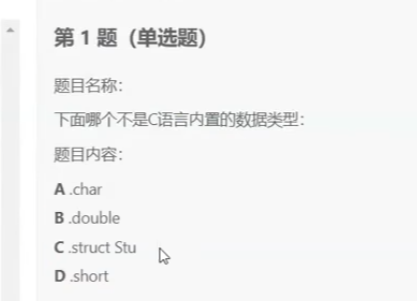 第 1 题（单选题）
题目名称：
下面哪个不是C语言内置的数据类型：
题目内容：
A .char
B .double
C .struct Stu
D .short